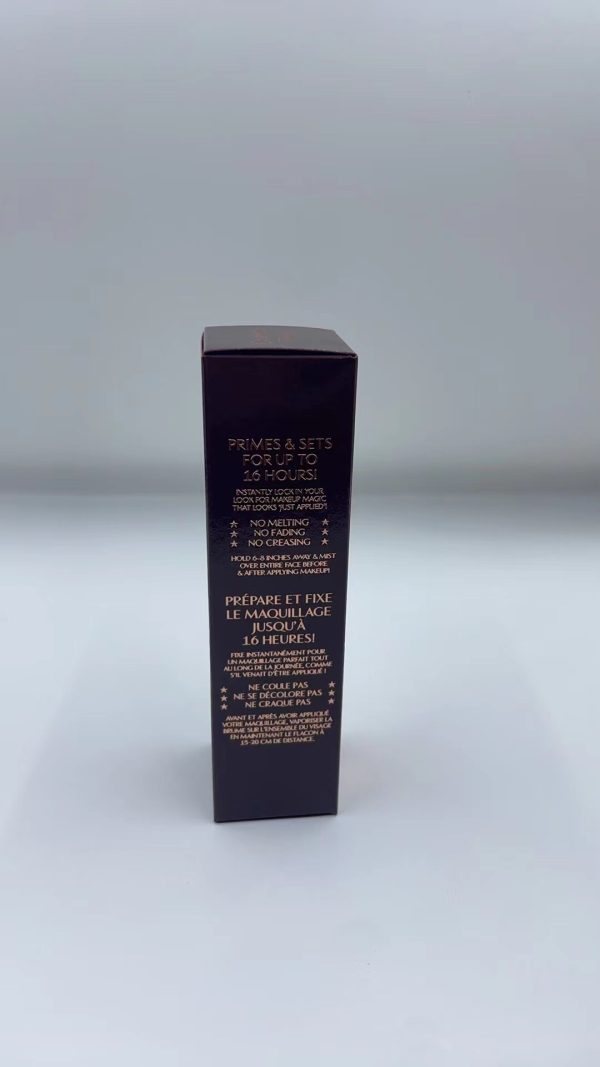 PRIMES & SETS
FOR UP TO
16 HOURS!
INSTANTLY LOCK IN YOUR
LOOK FOR MAKEUP MAGIC
THAT LOOKS 'JUST APPLIED'!
★ NO MELTING ★
★ NO FADING ★
★ NO CREASING ★
HOLD 6-8 INCHES AWAY & MIST
OVER ENTIRE FACE BEFORE
& AFTER APPLYING MAKEUP!
PRÉPARE ET FIXE
LE MAQUILLAGE
JUSQU'À
16 HEURES!
FIXE INSTANTANÉMENT POUR
UN MAQUILLAGE PARFAIT TOUT
AU LONG DE LA JOURNÉE, COMME
S'IL VENAIT D'ÊTRE APPLIQUÉ !
★ NE COULE PAS ★
★ NE SE DÉCOLORE PAS ★
★ NE CRAQUE PAS ★
AVANT ET APRÈS AVOIR APPLIQUÉ
VOTRE MAQUILLAGE, VAPORISER LA
BRUME SUR L'ENSEMBLE DU VISAGE
EN MAINTENANT LE FLACON À
15-20 CM DE DISTANCE.